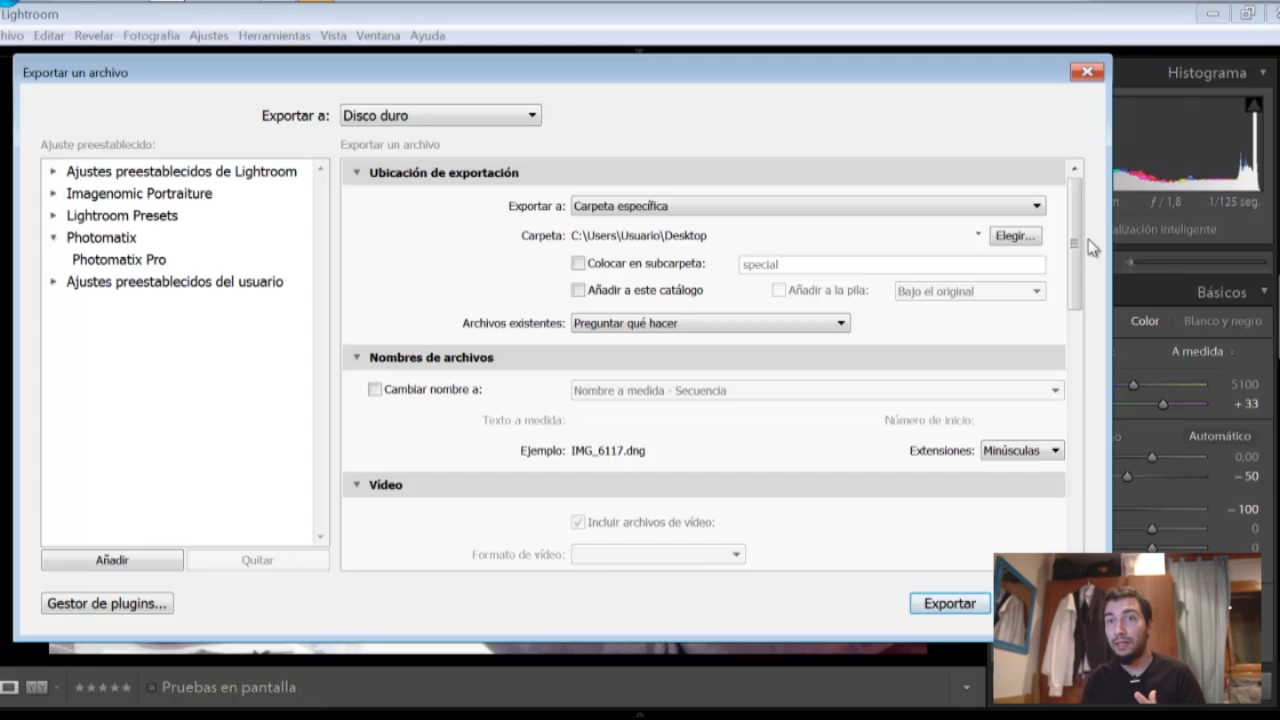 Lightroom
hivo Editar Revelar Fotografía Ajustes Herramientas Vista Ventana Ayuda
Exportar un archivo
Exportar a: Disco duro
Ajuste preestablecido:
Exportar un archivo
Ajustes preestablecidos de Lightroom
Imagenomic Portraiture
Lightroom Presets
Photomatix
Photomatix Pro
Ajustes preestablecidos del usuario
Añadir
Quitar
Gestor de plugins...
Ubicación de exportación
Exportar a: Carpeta específica
Carpeta: C:\Users\Usuario\Desktop Elegir...
Colocar en subcarpeta: special
Añadir a este catálogo Añadir a la pila: Bajo el original
Archivos existentes: Preguntar qué hacer
Nombres de archivos
Cambiar nombre a: Nombre a medida - Secuencia
Texto a medida: Número de inicio:
Ejemplo: IMG_6117.dng Extensiones: Minúsculas
Vídeo
Incluir archivos de vídeo:
Formato de vídeo:
Exportar
Histograma
ƒ / 1,8 1/125 seg.
alización inteligente
Básicos
Color Blanco y negro
A medida
5100
+ 33
Automático
0,00
– 50
– 100
0
0
Pruebas en pantalla